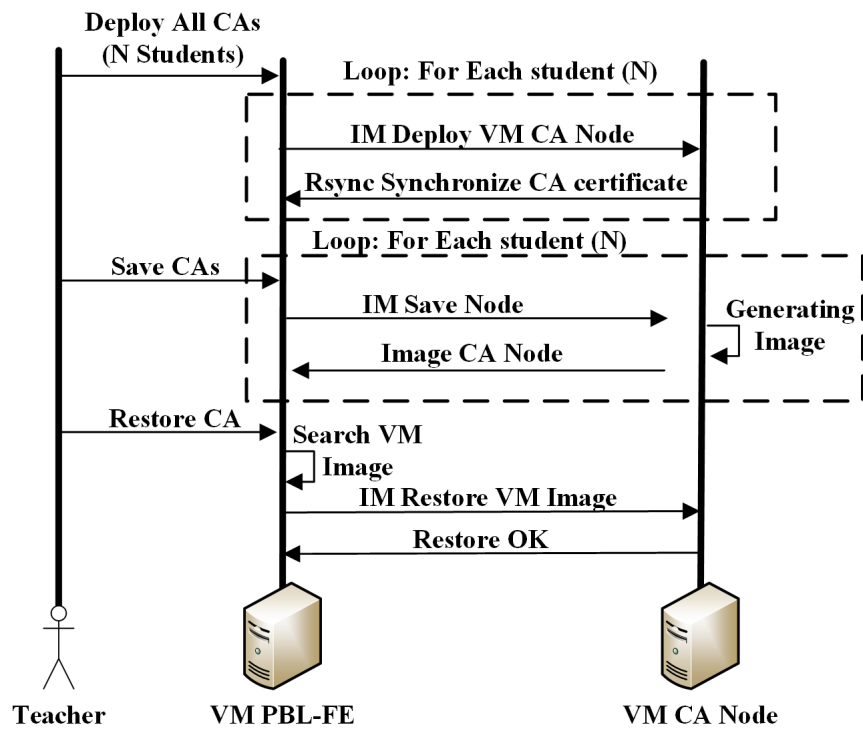 Deploy All CAs
(N Students)
Loop: For Each student (N)
IM Deploy VM CA Node
Rsync Synchronize CA certificate
Loop: For Each student (N)
Save CAs
IM Save Node
Generating
Image
Image CA Node
Restore CA
Search VM
Image
IM Restore VM Image
Restore OK
Teacher
VM PBL-FE
VM CA Node